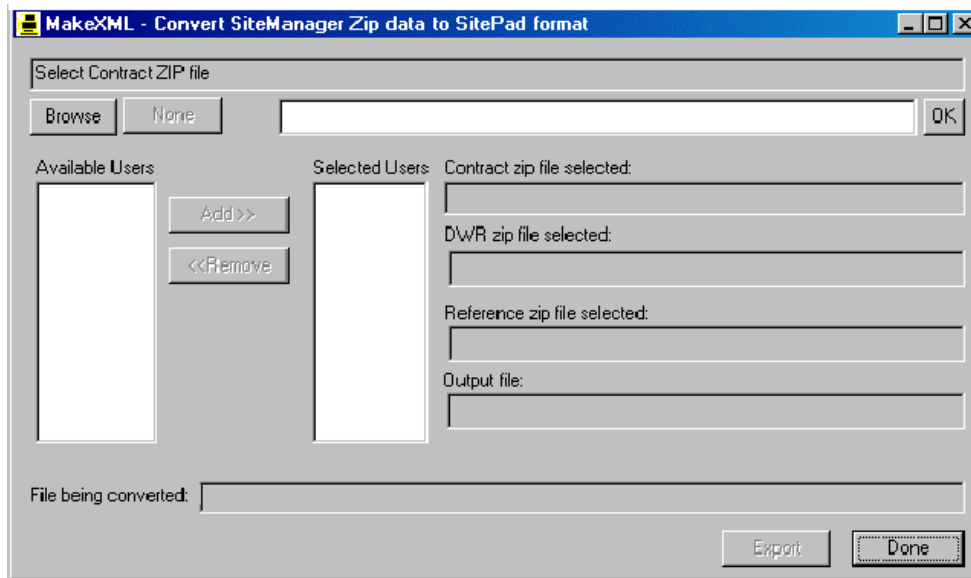 MakeXML - Convert SiteManager Zip data to SitePad format
Select Contract ZIP file
Browse None OK
Available Users Selected Users Contract zip file selected:
Add >>
DWR zip file selected:
<<Remove
Reference zip file selected:
Output file:
File being converted:
Export Done